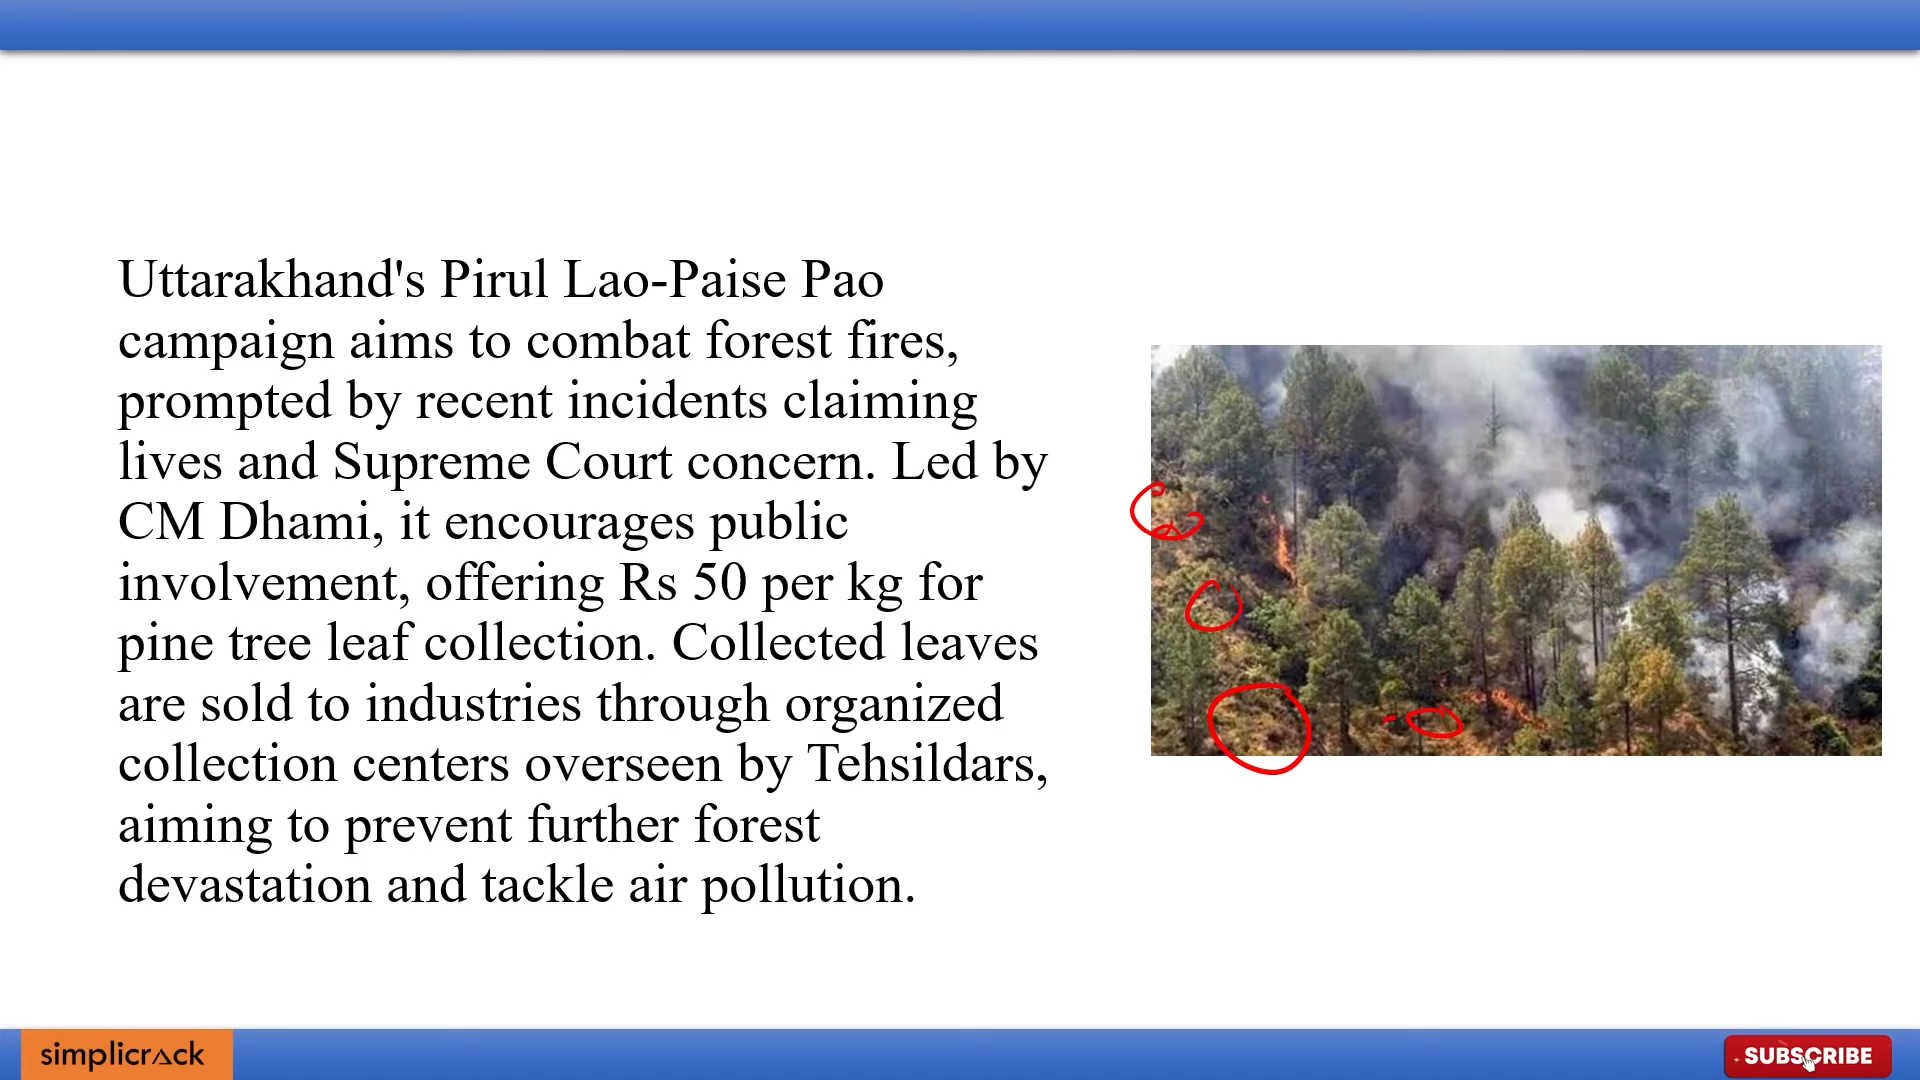 Uttarakhand's Pirul Lao-Paise Pao
campaign aims to combat forest fires,
prompted by recent incidents claiming
lives and Supreme Court concern. Led by
CM Dhami, it encourages public
involvement, offering Rs 50 per kg for
pine tree leaf collection. Collected leaves
are sold to industries through organized
collection centers overseen by Tehsildars,
aiming to prevent further forest
devastation and tackle air pollution.
simplicrack
SUBSCRIBE